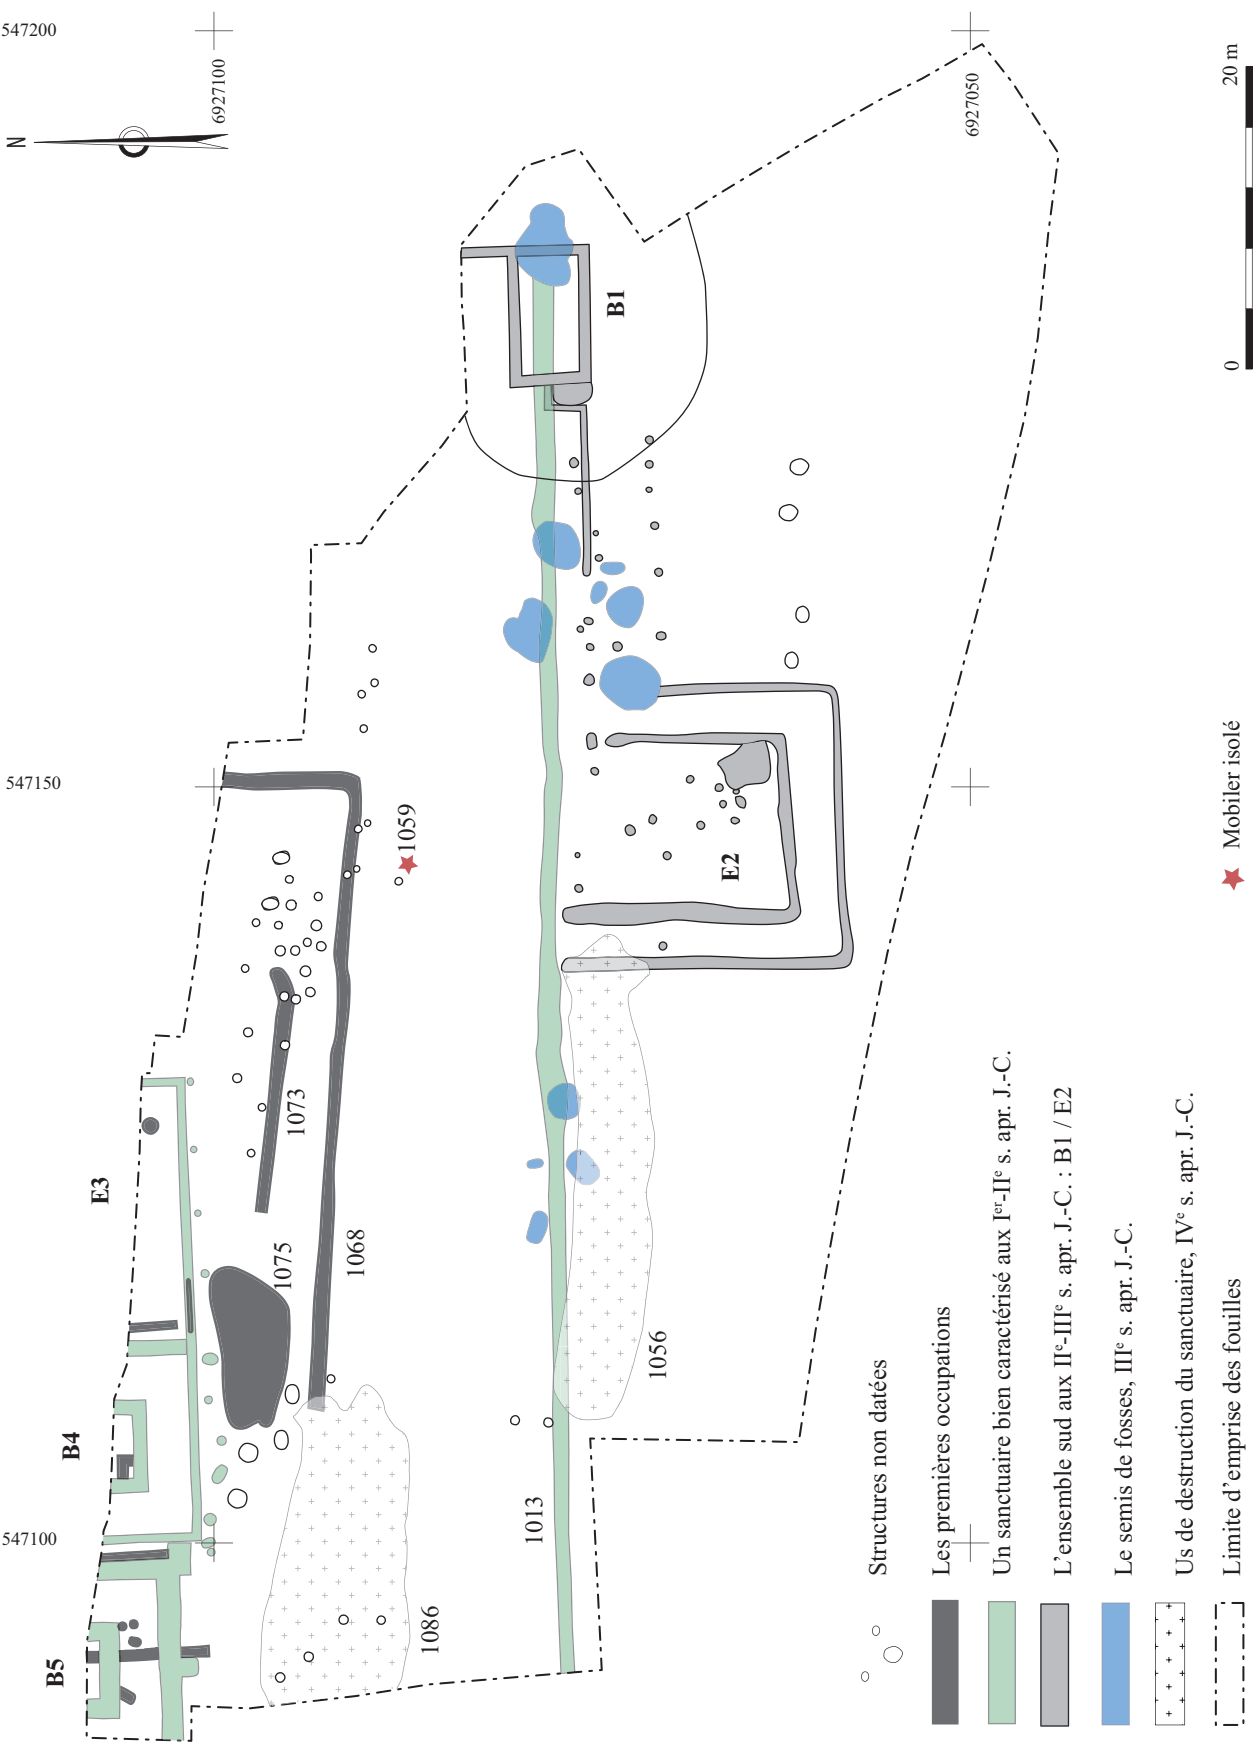 547200
6927100
N
6927050
20 m
0
B1
547150
1059
E2
Mobiler isolé
E3
1073
1075
1068
1056
B4
547100
1013
1086
B5
Structures non datées
Les premières occupations
Un sanctuaire bien caractérisé aux Iᵉʳ-IIᵉ s. apr. J.-C.
L’ensemble sud aux IIᵉ-IIIᵉ s. apr. J.-C. : B1 / E2
Le semis de fosses, IIIᵉ s. apr. J.-C.
Us de destruction du sanctuaire, IVᵉ s. apr. J.-C.
Limite d’emprise des fouilles